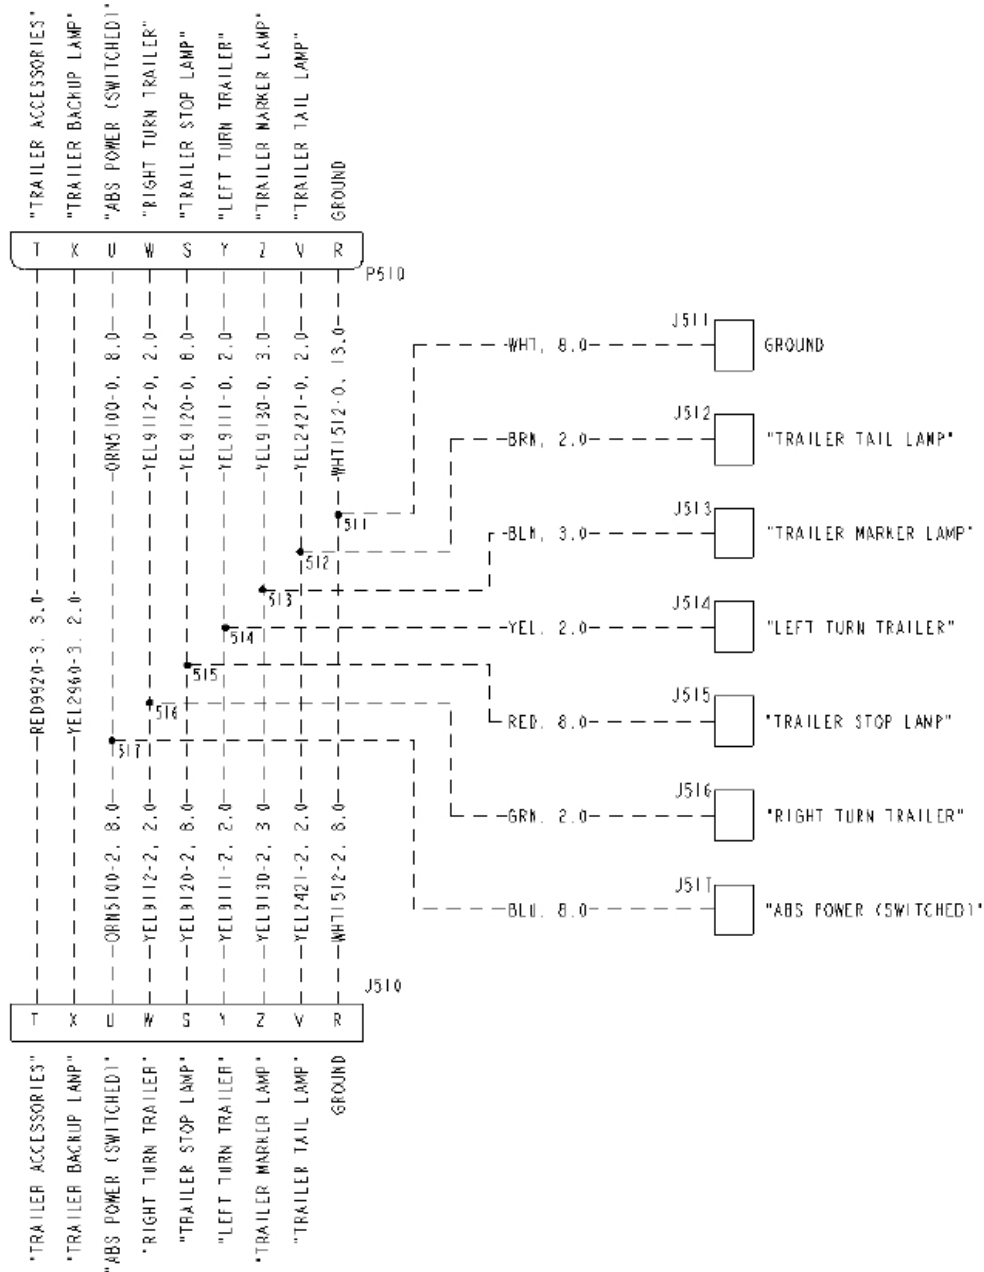 "TRAILER ACCESSORIES"
"TRAILER BACKUP LAMP"
"ABS POWER (SWITCHED)"
"RIGHT TURN TRAILER"
"TRAILER STOP LAMP"
"LEFT TURN TRAILER"
"TRAILER MARKER LAMP"
"TRAILER TAIL LAMP"
GROUND
T X U W S Y Z V R
P510
RED9920-3, 3.0
YEL2960-3, 2.0
ORN5100-0, 8.0
YEL9112-0, 2.0
YEL9120-0, 8.0
YEL9111-0, 2.0
YEL9130-0, 3.0
YEL2421-0, 2.0
WHT1512-0, 13.0
J511
WHT, 8.0
GROUND
J512
BRN, 2.0
"TRAILER TAIL LAMP"
J513
BLK, 3.0
"TRAILER MARKER LAMP"
J514
YEL, 2.0
"LEFT TURN TRAILER"
J515
RED, 8.0
"TRAILER STOP LAMP"
J516
GRN, 2.0
"RIGHT TURN TRAILER"
J517
BLU, 8.0
"ABS POWER (SWITCHED)"
511
512
513
514
515
516
517
ORN5100-2, 8.0
YEL9112-2, 2.0
YEL9120-2, 8.0
YEL9111-2, 2.0
YEL9130-2, 3.0
YEL2421-2, 2.0
WHT1512-2, 8.0
J510
T X U W S Y Z V R
"TRAILER ACCESSORIES"
"TRAILER BACKUP LAMP"
"ABS POWER (SWITCHED)"
"RIGHT TURN TRAILER"
"TRAILER STOP LAMP"
"LEFT TURN TRAILER"
"TRAILER MARKER LAMP"
"TRAILER TAIL LAMP"
GROUND